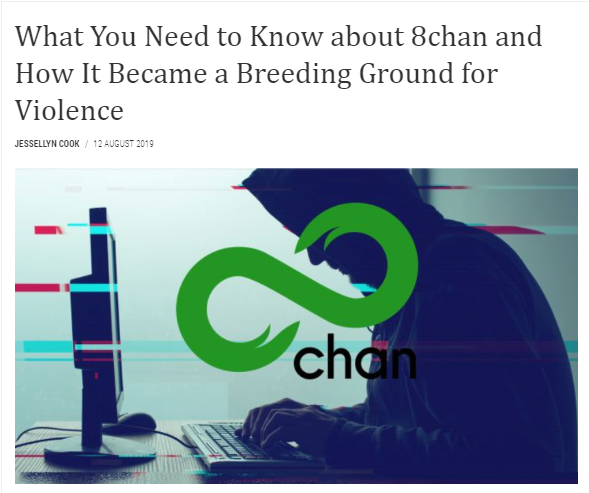 What You Need to Know about 8chan and
How It Became a Breeding Ground for
Violence
JESSELLYN COOK / 12 AUGUST 2019
chan